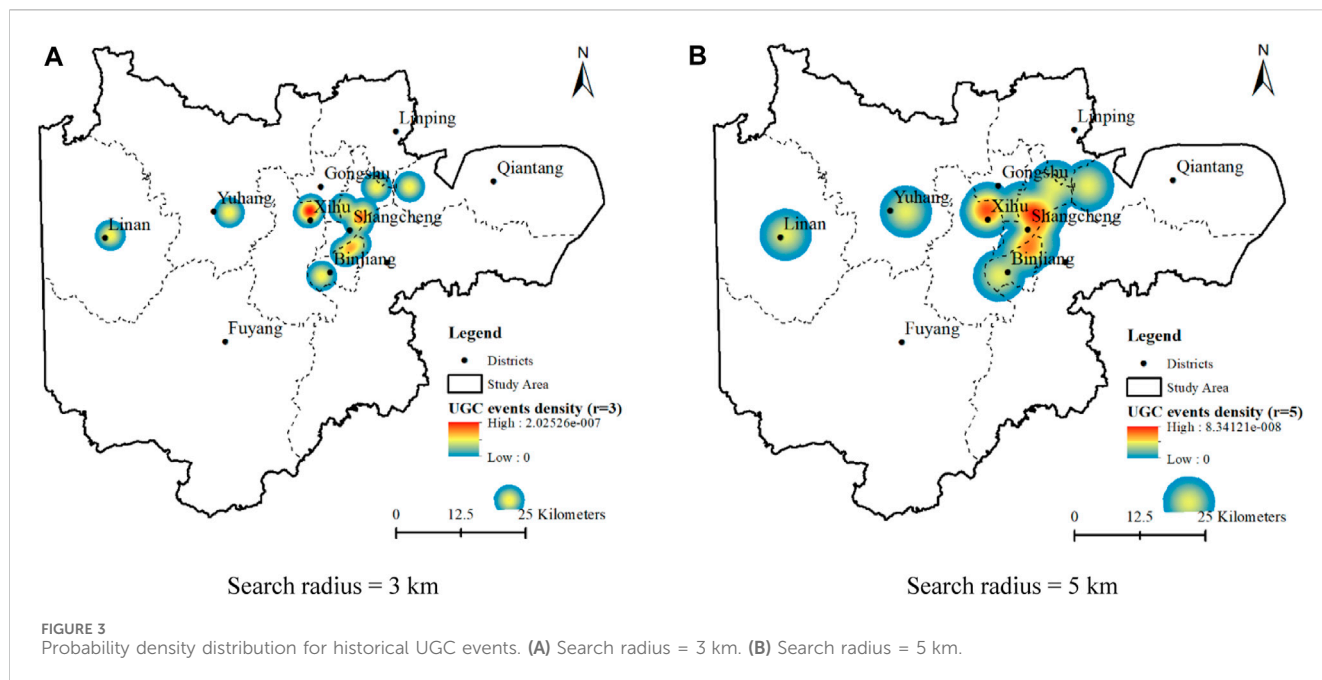 A
N
Linping
Gongshu
Qiantang
Yuhang
Xihu
Shangcheng
Linan
Binjiang
Fuyang
Legend
Districts
Study Area
UGC events density (r=3)
High : 2.02526e-007
Low : 0
0 12.5 25 Kilometers
Search radius = 3 km
B
N
Linping
Gongshu
Qiantang
Yuhang
Xihu
Shangcheng
Linan
Binjiang
Fuyang
Legend
Districts
Study Area
UGC events density (r=5)
High : 8.34121e-008
Low : 0
0 12.5 25 Kilometers
Search radius = 5 km
FIGURE 3
Probability density distribution for historical UGC events. (A) Search radius = 3 km. (B) Search radius = 5 km.